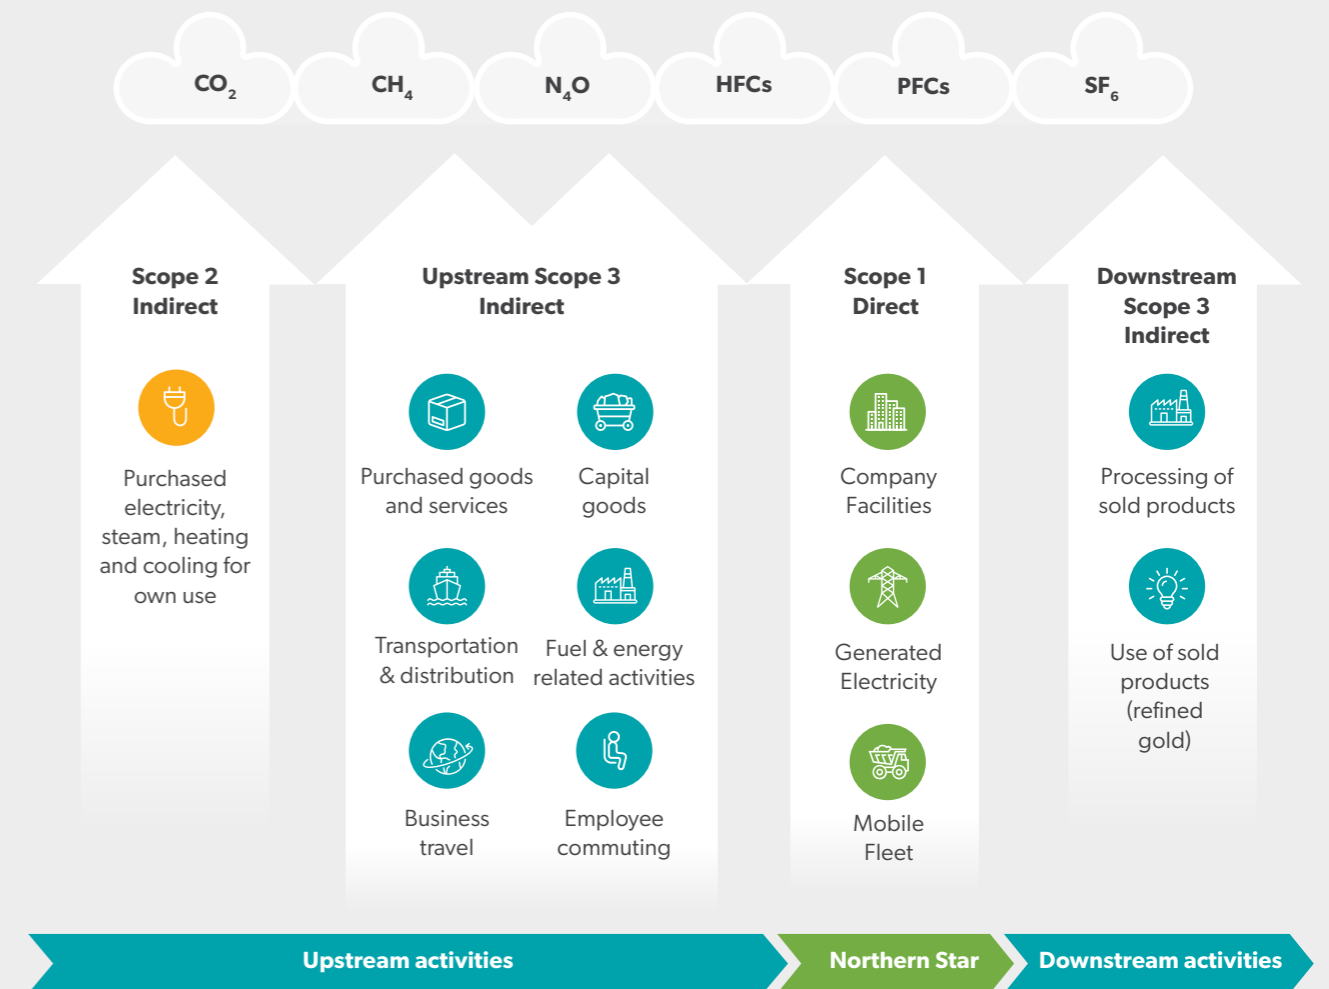 CO₂
CH₄
N₄O
HFCs
PFCs
SF₆
Scope 2
Indirect
Purchased
electricity,
steam, heating
and cooling for
own use
Upstream Scope 3
Indirect
Purchased goods
and services
Capital
goods
Transportation
& distribution
Fuel & energy
related activities
Business
travel
Employee
commuting
Scope 1
Direct
Company
Facilities
Generated
Electricity
Mobile
Fleet
Downstream
Scope 3
Indirect
Processing of
sold products
Use of sold
products
(refined
gold)
Upstream activities
Northern Star
Downstream activities